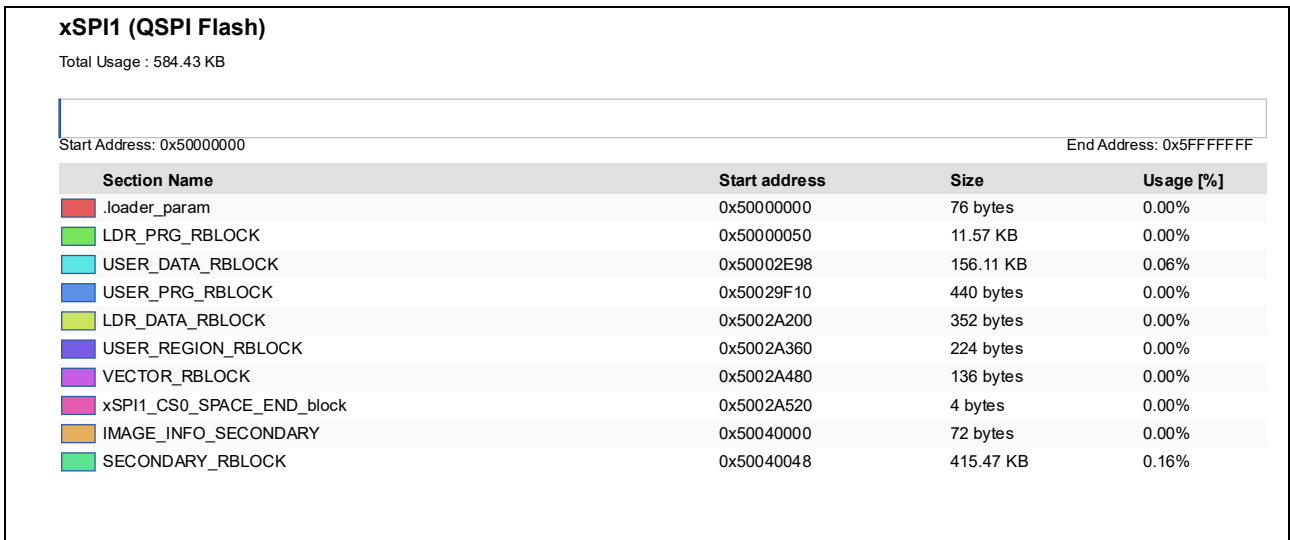 xSPI1 (QSPI Flash)
Total Usage : 584.43 KB
Start Address: 0x50000000 End Address: 0x5FFFFFFF
Section Name Start address Size Usage [%]
.loader_param 0x50000000 76 bytes 0.00%
LDR_PRG_RBLOCK 0x50000050 11.57 KB 0.00%
USER_DATA_RBLOCK 0x50002E98 156.11 KB 0.06%
USER_PRG_RBLOCK 0x50029F10 440 bytes 0.00%
LDR_DATA_RBLOCK 0x5002A200 352 bytes 0.00%
USER_REGION_RBLOCK 0x5002A360 224 bytes 0.00%
VECTOR_RBLOCK 0x5002A480 136 bytes 0.00%
xSPI1_CS0_SPACE_END_block 0x5002A520 4 bytes 0.00%
IMAGE_INFO_SECONDARY 0x50040000 72 bytes 0.00%
SECONDARY_RBLOCK 0x50040048 415.47 KB 0.16%